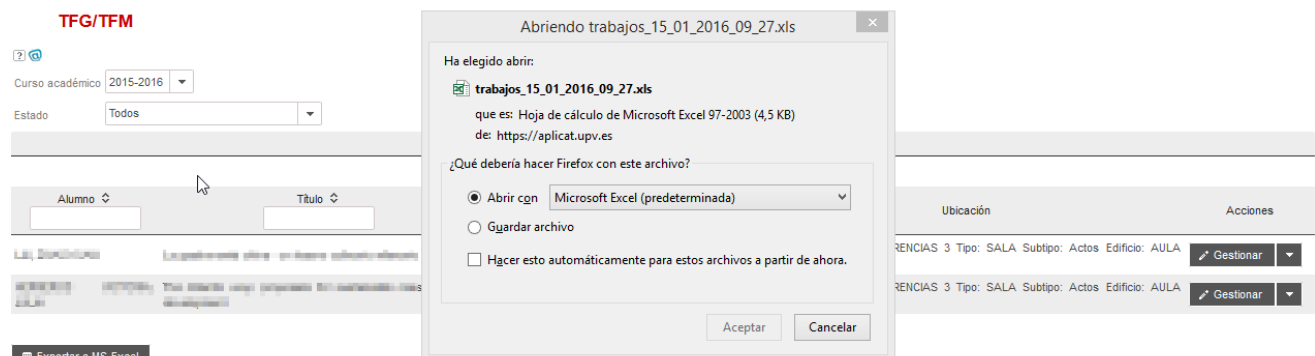 TFG/TFM
?
Curso académico 2015-2016
Estado Todos
Alumno Título Ubicación Acciones
RENCIAS 3 Tipo: SALA Subtipo: Actos Edificio: AULA
Gestionar
RENCIAS 3 Tipo: SALA Subtipo: Actos Edificio: AULA
Gestionar
Exportar a MS Excel
Abriendo trabajos_15_01_2016_09_27.xls
Ha elegido abrir:
trabajos_15_01_2016_09_27.xls
que es: Hoja de cálculo de Microsoft Excel 97-2003 (4,5 KB)
de: https://aplicat.upv.es
¿Qué debería hacer Firefox con este archivo?
Abrir con Microsoft Excel (predeterminada)
Guardar archivo
Hacer esto automáticamente para estos archivos a partir de ahora.
Aceptar Cancelar